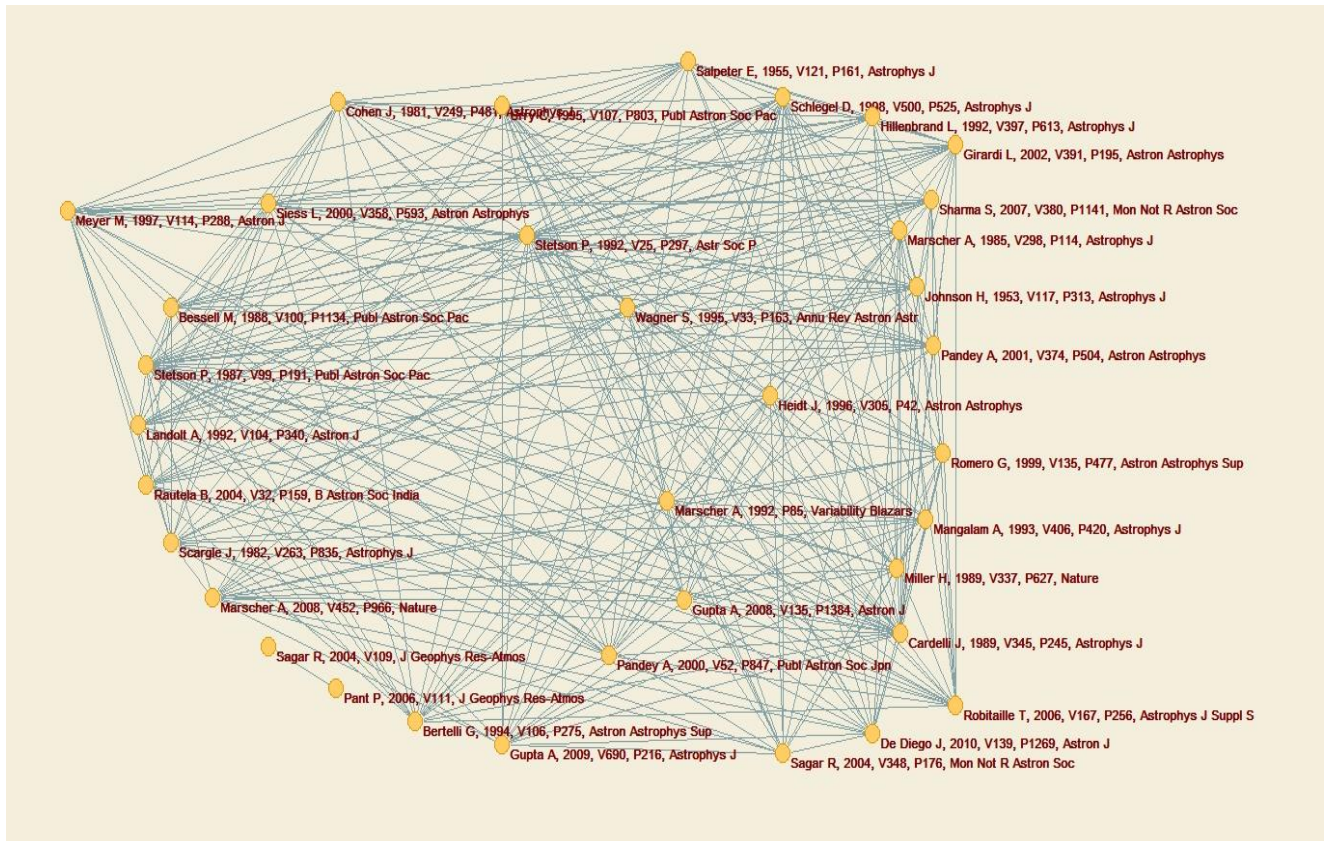 Salpeter E, 1955, V121, P161, Astrophys J
Schlegel D, 1998, V500, P525, Astrophys J
Cohen J, 1981, V249, P481, Astrophys J
Urry C, 1995, V107, P803, Publ Astron Soc Pac
Hillenbrand L, 1992, V397, P613, Astrophys J
Girardi L, 2002, V391, P195, Astron Astrophys
Sharma S, 2007, V380, P1141, Mon Not R Astron Soc
Siess L, 2000, V358, P593, Astron Astrophys
Meyer M, 1997, V114, P288, Astron J
Marscher A, 1985, V298, P114, Astrophys J
Stetson P, 1992, V25, P297, Astr Soc P
Johnson H, 1953, V117, P313, Astrophys J
Bessell M, 1988, V100, P1134, Publ Astron Soc Pac
Wagner S, 1995, V33, P163, Annu Rev Astron Astr
Pandey A, 2001, V374, P504, Astron Astrophys
Stetson P, 1987, V99, P191, Publ Astron Soc Pac
Heidt J, 1996, V305, P42, Astron Astrophys
Landolt A, 1992, V104, P340, Astron J
Romero G, 1999, V135, P477, Astron Astrophys Sup
Rautela B, 2004, V32, P159, B Astron Soc India
Marscher A, 1992, P85, Variability Blazars
Mangalam A, 1993, V406, P420, Astrophys J
Scargle J, 1982, V263, P835, Astrophys J
Miller H, 1989, V337, P627, Nature
Marscher A, 2008, V452, P966, Nature
Gupta A, 2008, V135, P1384, Astron J
Cardelli J, 1989, V345, P245, Astrophys J
Sagar R, 2004, V109, J Geophys Res-Atmos
Pandey A, 2000, V52, P847, Publ Astron Soc Jpn
Pant P, 2006, V111, J Geophys Res-Atmos
Robitaille T, 2006, V167, P256, Astrophys J Suppl S
Bertelli G, 1994, V106, P275, Astron Astrophys Sup
De Diego J, 2010, V139, P1269, Astron J
Gupta A, 2009, V690, P216, Astrophys J
Sagar R, 2004, V348, P176, Mon Not R Astron Soc